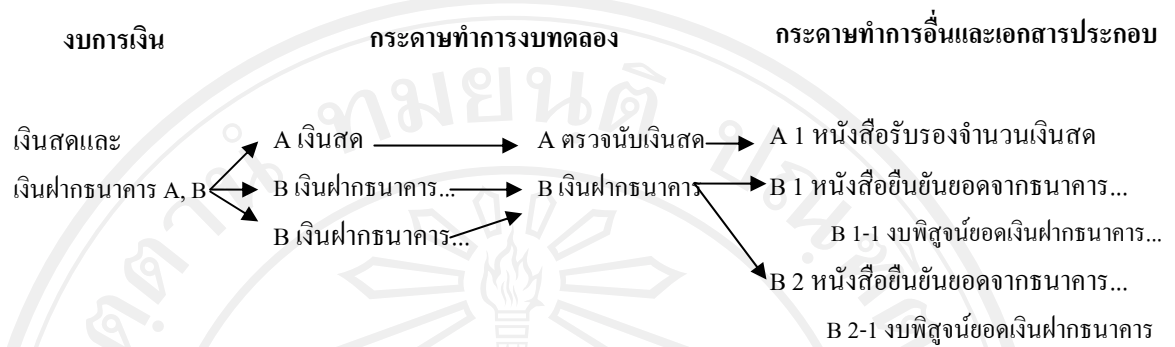 งบการเงิน กระดาษทำการงบทดลอง กระดาษทำการอื่นและเอกสารประกอบ
เงินสดและ A เงินสด A ตรวจนับเงินสด A 1 หนังสือรับรองจำนวนเงินสด
เงินฝากธนาคาร A, B B เงินฝากธนาคาร... B เงินฝากธนาคาร B 1 หนังสือยืนยันยอดจากธนาคาร...
B เงินฝากธนาคาร... B 1-1 งบพิสูจน์ยอดเงินฝากธนาคาร...
B 2 หนังสือยืนยันยอดจากธนาคาร...
B 2-1 งบพิสูจน์ยอดเงินฝากธนาคาร